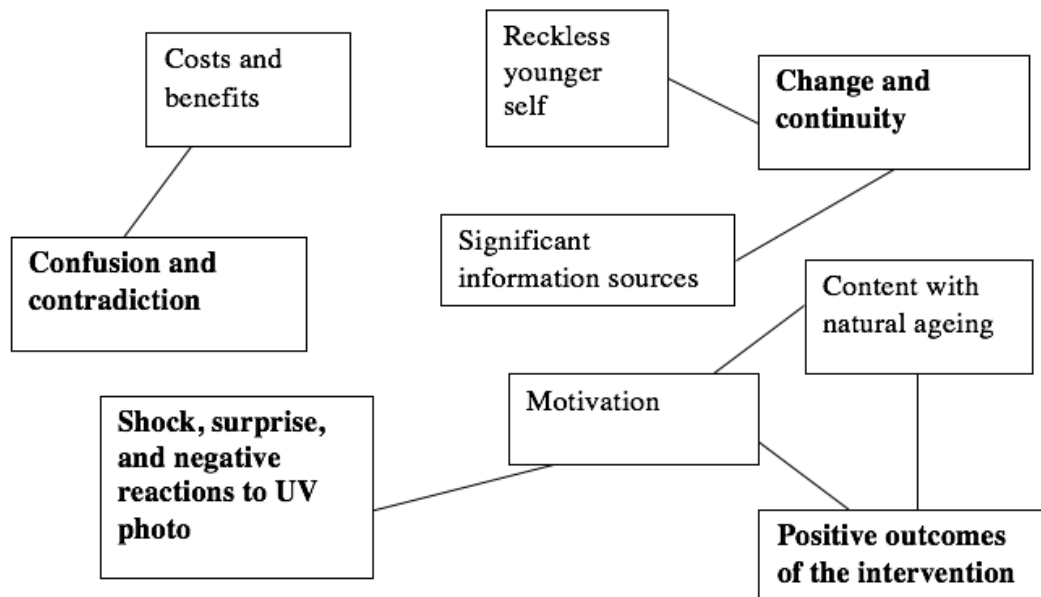 Costs and
benefits
Reckless
younger
self
Change and
continuity
Confusion and
contradiction
Significant
information sources
Content with
natural ageing
Motivation
Shock, surprise,
and negative
reactions to UV
photo
Positive outcomes
of the intervention